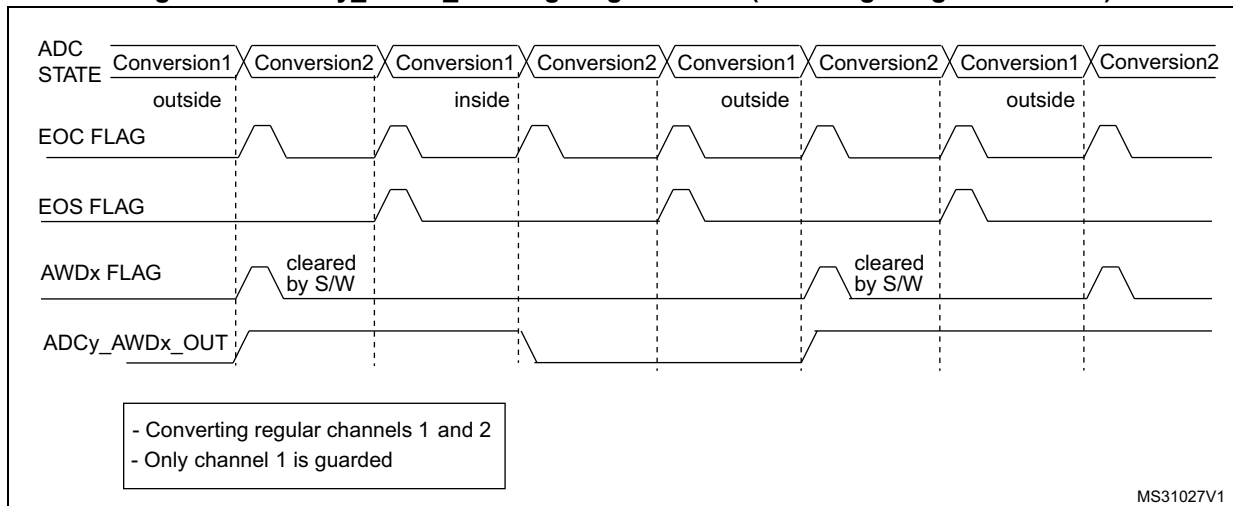 ADC
STATE
Conversion1 Conversion2 Conversion1 Conversion2 Conversion1 Conversion2 Conversion1 Conversion2
outside inside outside outside
EOC FLAG
EOS FLAG
AWDx FLAG
cleared
by S/W
cleared
by S/W
ADCy_AWDx_OUT
- Converting regular channels 1 and 2
- Only channel 1 is guarded
MS31027V1